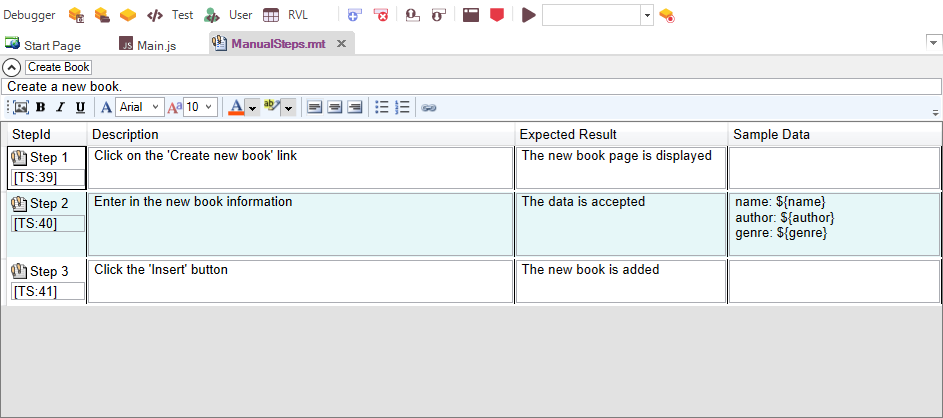 Debugger Test User RVL
Start Page Main.js ManualSteps.rmt
Create Book
Create a new book.
B I U A Arial Aa 10 A ab
StepId Description Expected Result Sample Data
Step 1 Click on the 'Create new book' link The new book page is displayed
[TS:39]
Step 2 Enter in the new book information The data is accepted name: ${name}
[TS:40] author: ${author}
genre: ${genre}
Step 3 Click the 'Insert' button The new book is added
[TS:41]